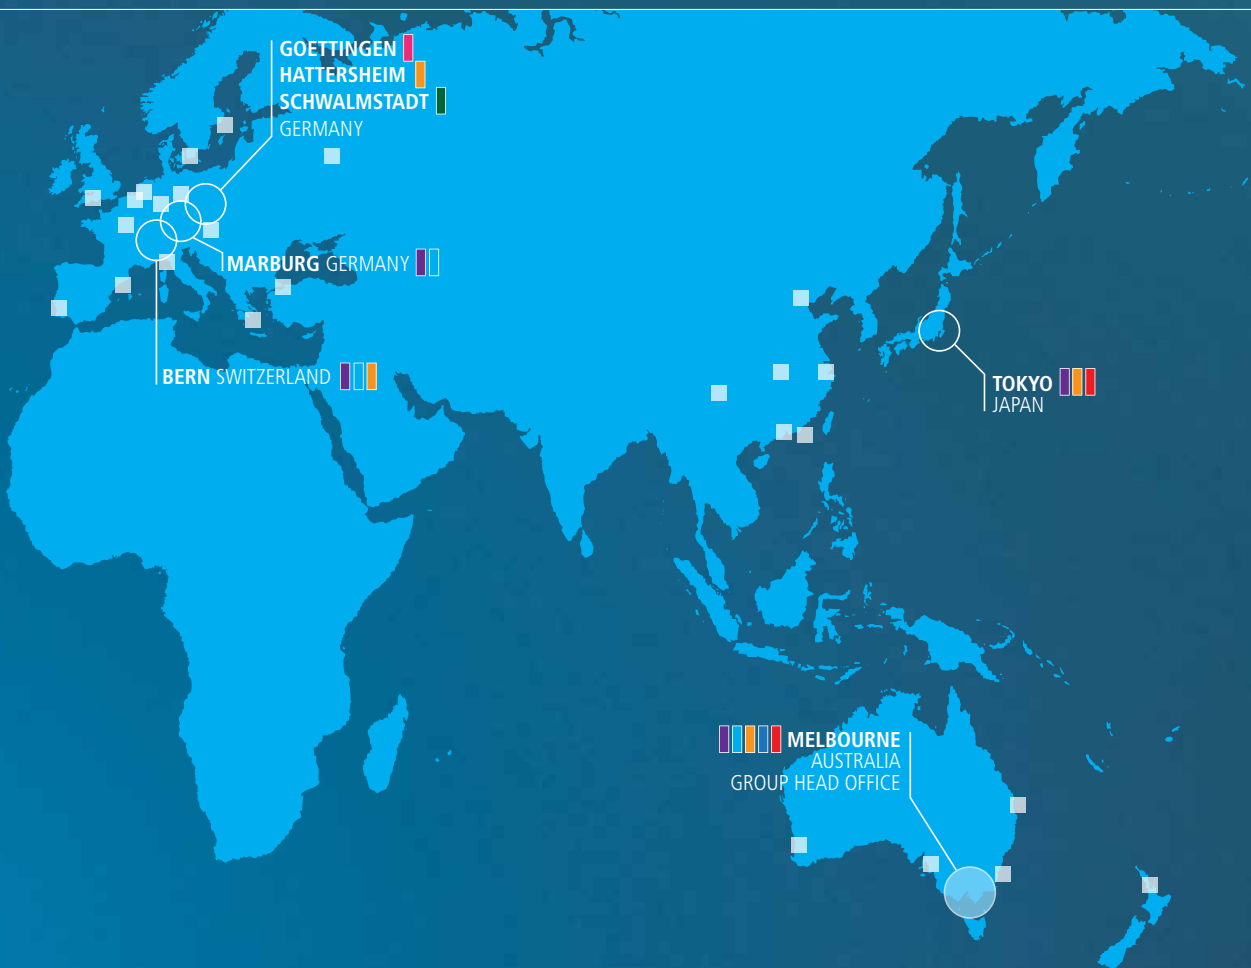 GOETTINGEN
HATTERSHEIM
SCHWALMSTADT
GERMANY
MARBURG GERMANY
BERN SWITZERLAND
TOKYO
JAPAN
MELBOURNE
AUSTRALIA
GROUP HEAD OFFICE